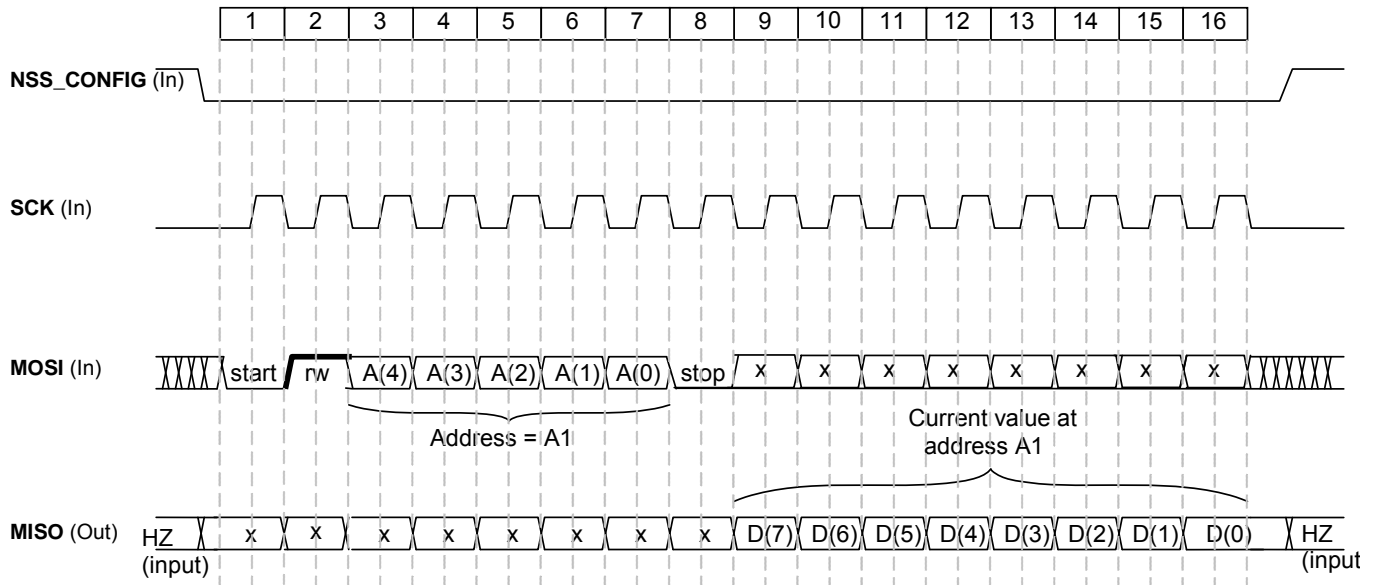 1 2 3 4 5 6 7 8 9 10 11 12 13 14 15 16
NSS_CONFIG (In)
SCK (In)
MOSI (In) start rw A(4) A(3) A(2) A(1) A(0) stop x x x x x x x x
Address = A1
Current value at
address A1
MISO (Out) HZ x x x x x x x x D(7) D(6) D(5) D(4) D(3) D(2) D(1) D(0) HZ
(input) (input